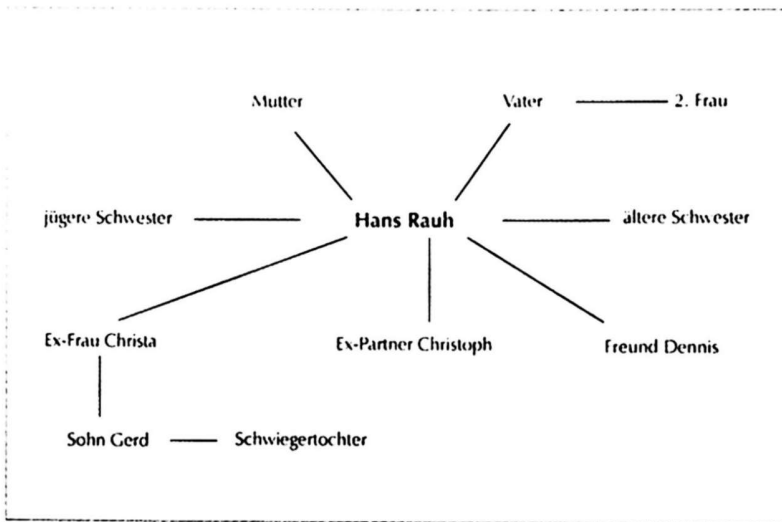 Mutter Vater 2. Frau
jügere Schwester Hans Rauh ältere Schwester
Ex-Frau Christa Ex-Partner Christoph Freund Dennis
Sohn Gerd Schwiegertochter